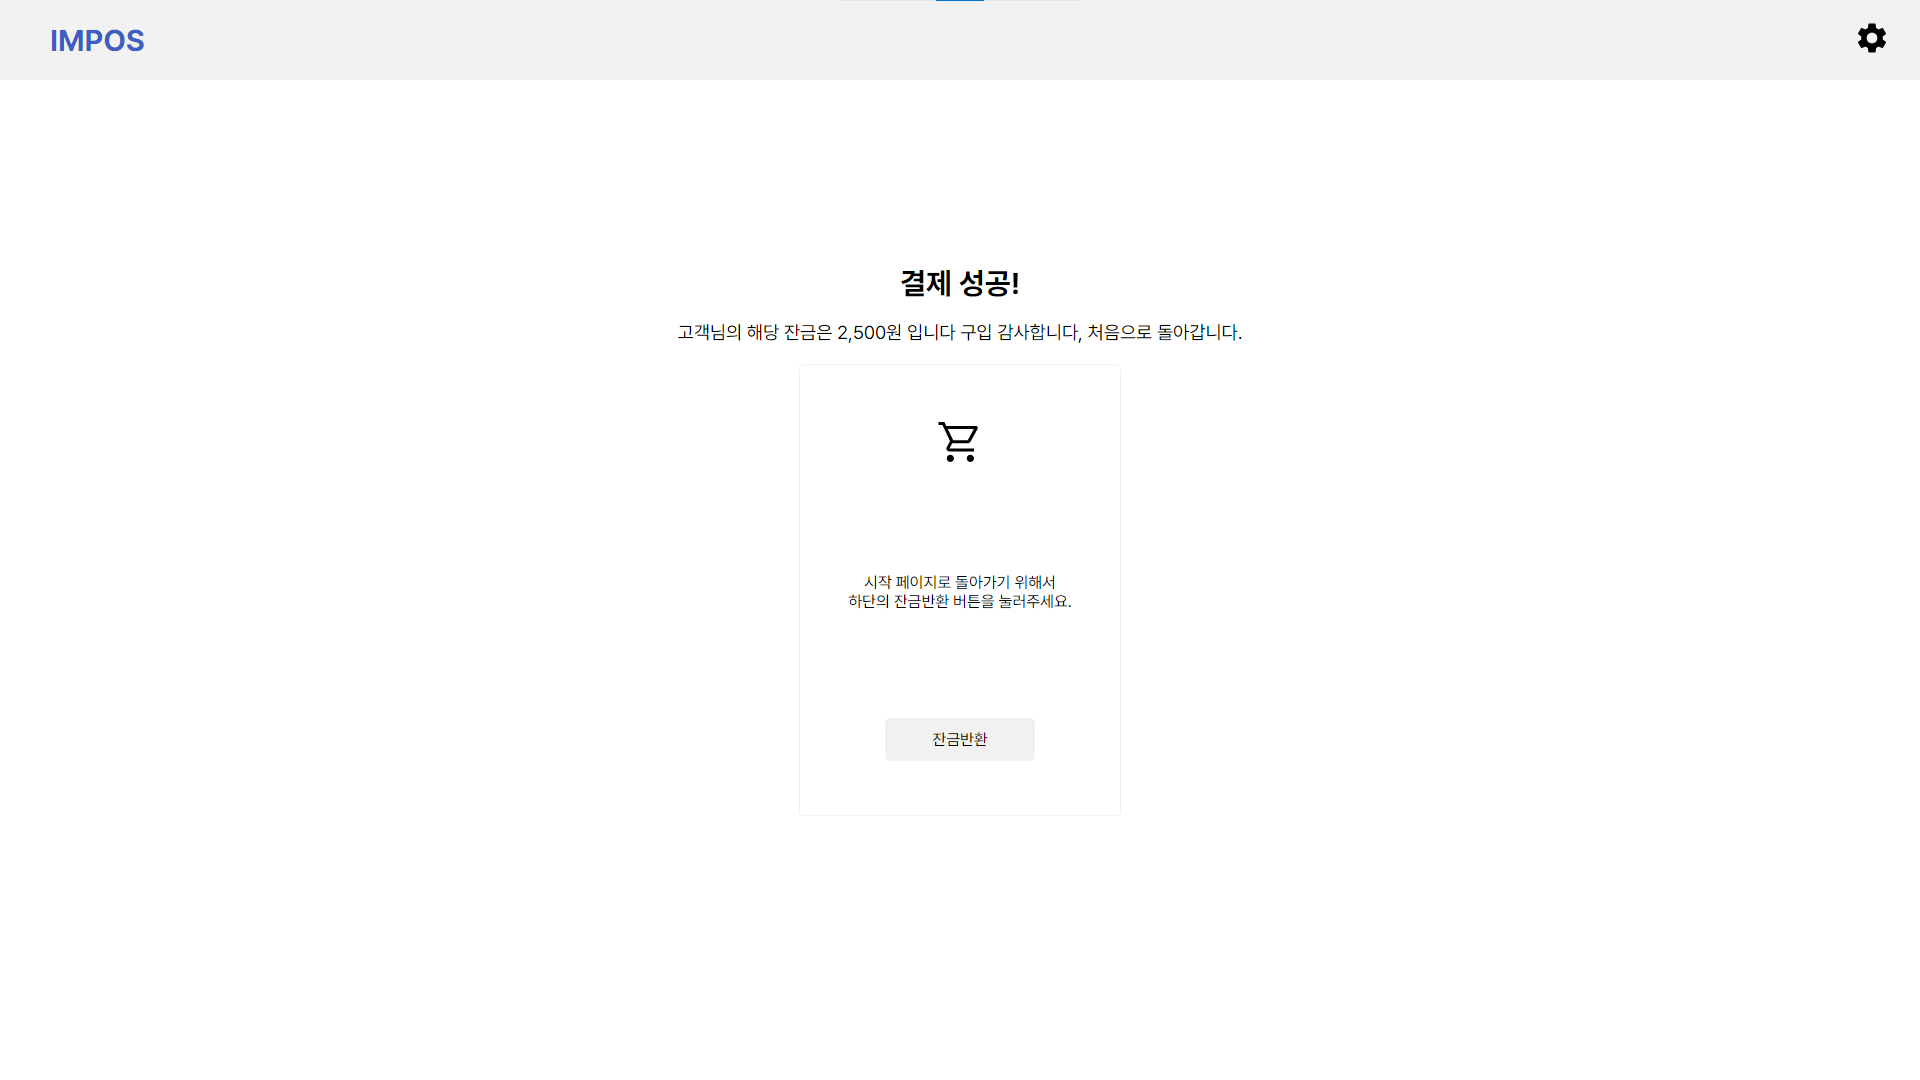 IMPOS
결제 성공!
고객님의 해당 잔금은 2,500원 입니다 구입 감사합니다, 처음으로 돌아갑니다.
시작 페이지로 돌아가기 위해서
하단의 잔금반환 버튼을 눌러주세요.
잔금반환